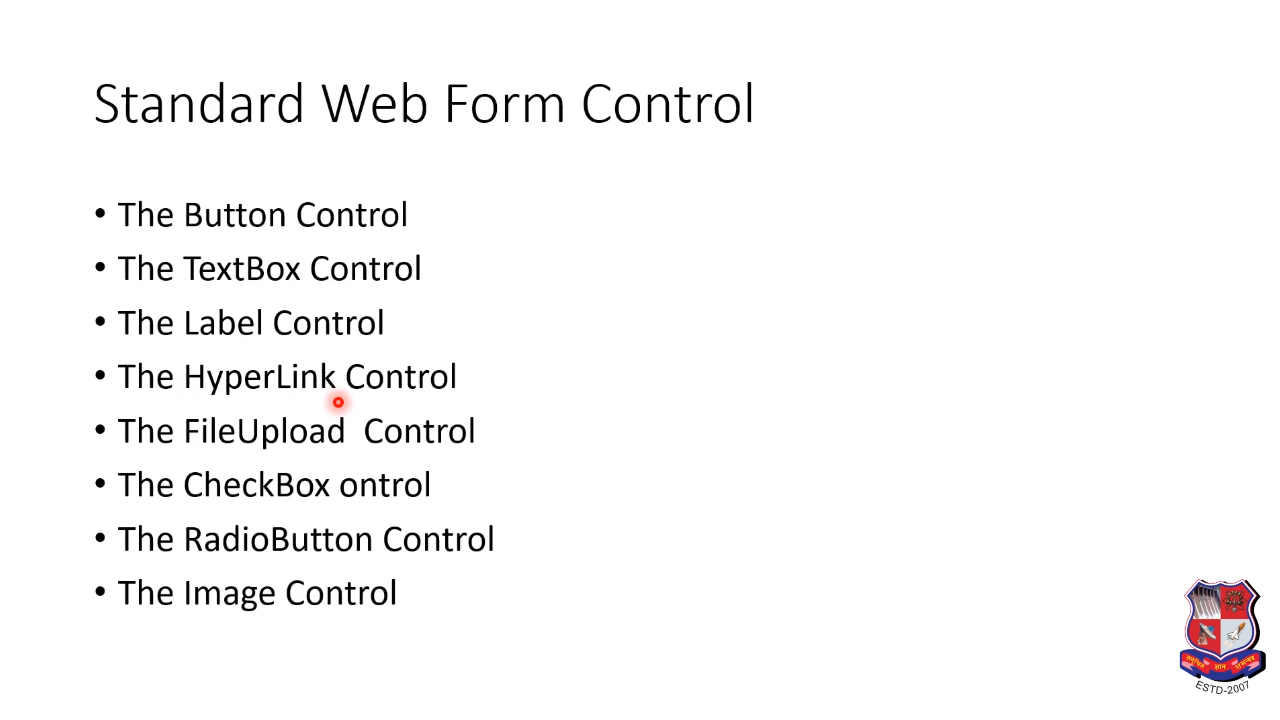 Standard Web Form Control
• The Button Control
• The TextBox Control
• The Label Control
• The HyperLink Control
• The FileUpload  Control
• The CheckBox ontrol
• The RadioButton Control
• The Image Control
ESTD-2007